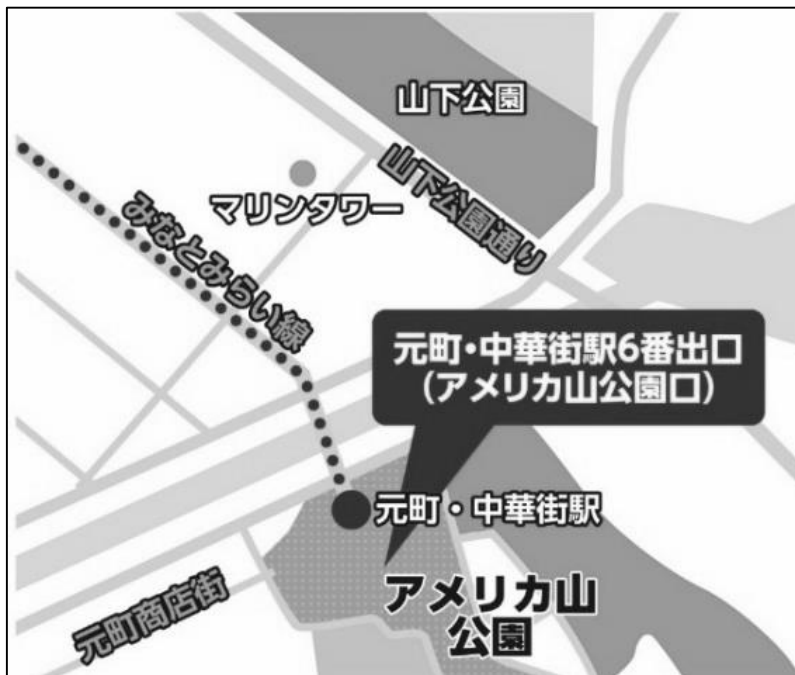 山下公園
山下公園通り
マリンタワー
みなとみらい線
元町・中華街駅6番出口
(アメリカ山公園口)
元町・中華街駅
アメリカ山
公園
元町商店街